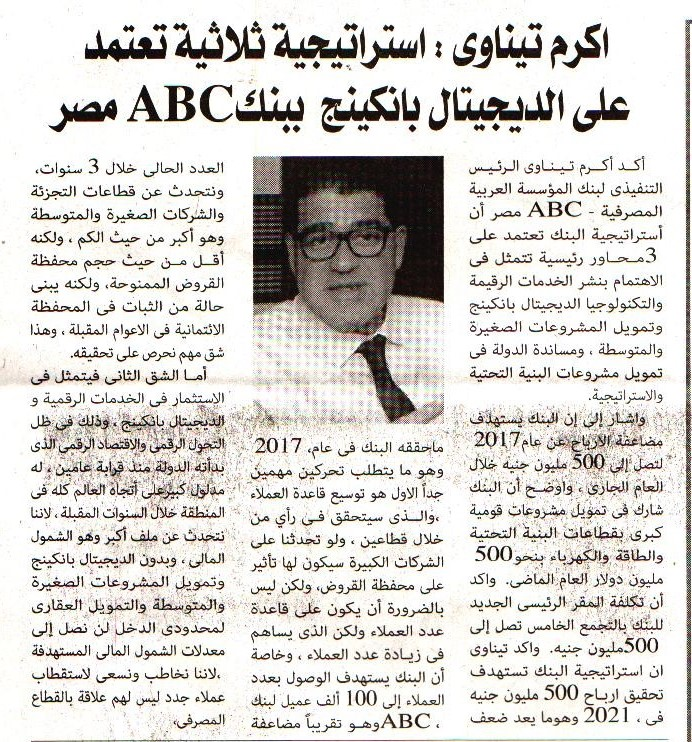 اكرم تيناوى : استراتيجية ثلاثية تعتمد
على الديجيتال بانكينج ببنك ABC مصر
أكد أكرم تيناوى الرئيس
التنفيذى لبنك المؤسسة العربية
المصرفية - ABC مصر أن
أستراتيجية البنك تعتمد على
3محاور رئيسية تتمثل فى
الاهتمام بنشر الخدمات الرقيمة
والتكنولوجيا الديجيتال بانكينج
وتمويل المشروعات الصغيرة
والمتوسطة ، ومساندة الدولة فى
تمويل مشروعات البنية التحتية
والاستراتيجية.
واشار إلى إن البنك يستهدف
مضاعفة الارباح عن عام 2017
لتصل إلى 500 مليون جنيه خلال
العام الجارى ، واوضح أن البنك
شارك فى تمويل مشروعات قومية
كبرى بقطاعات البنية التحتية
والطاقة والكهرباء بنحو 500
مليون دولار العام الماضى. واكد
أن تكلفة المقر الرئيسى الجديد
للبنك بالتجمع الخامس تصل إلى
500مليون جنيه. واكد تيناوى
ان استراتيجية البنك تستهدف
تحقيق ارباح 500 مليون جنيه
فى ، 2021 وهوما يعد ضعف
ماحققه البنك فى عام، 2017
وهو ما يتطلب تحركين مهمين
جداً الاول هو توسيع قاعدة العملاء
،والذى سيتحقق فى رأي من
خلال قطاعين ، ولو تحدثنا على
الشركات الكبيرة سيكون لها تأثير
على محفظة القروض، ولكن ليس
بالضرورة أن يكون على قاعدة
عدد العملاء ولكن الذى يساهم
فى زيادة عدد العملاء ، وخاصة
أن البنك يستهدف الوصول بعدد
العملاء إلى 100 ألف عميل لبنك
، ABCوهو تقريباً مضاعفة
العدد الحالى خلال 3 سنوات،
ونتحدث عن قطاعات التجزئة
والشركات الصغيرة والمتوسطة
وهو أكبر من حيث الكم ، ولكنه
أقل من حيث حجم محفظة
القروض الممنوحة، ولكنه يبنى
حالة من الثبات فى المحفظة
الائتمانية فى الاعوام المقبلة ، وهذا
شق مهم نحرص على تحقيقه.
أما الشق الثانى فيتمثل فى
الإستثمار فى الخدمات الرقمية و
الديجيتال بانكينج ، وذلك فى ظل
التحول الرقمى والاقتصاد الرقمى الذى
بدأته الدولة منذ قرابة عامين ، له
مدلول كبيرعلى أتجاه العالم كله فى
المنطقة خلال السنوات المقبلة ، لاننا
نتحدث عن ملف أكبر وهو الشمول
المالى ، وبدون الديجيتال بانكينج
وتمويل المشروعات الصغيرة
والمتوسطة والتمويل العقارى
لمحدودى الدخل لن نصل إلى
معدلات الشمول المالى المستهدفة
،لاننا نخاطب ونسعى لاستقطاب
عملاء جدد ليس لهم علاقة بالقطاع
المصرفى.